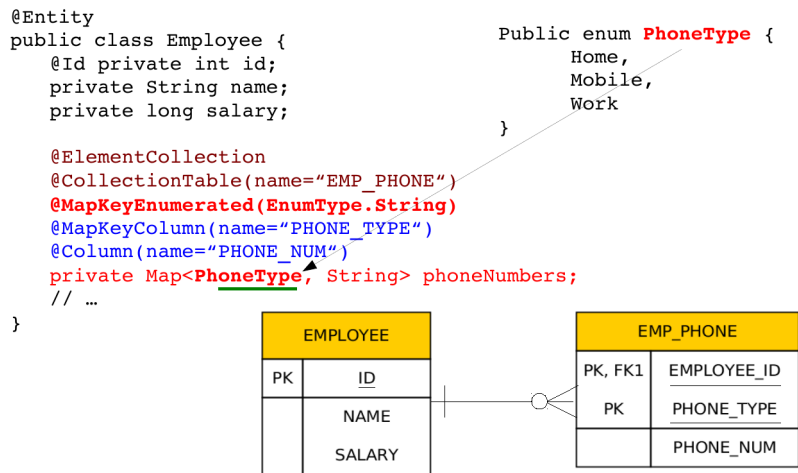 @Entity
public class Employee {
@Id private int id;
private String name;
private long salary;
@ElementCollection
@CollectionTable(name=“EMP_PHONE“)
@MapKeyEnumerated(EnumType.String)
@MapKeyColumn(name=“PHONE_TYPE“)
@Column(name=“PHONE_NUM“)
private Map<PhoneType, String> phoneNumbers;
// …
}
Public enum PhoneType {
Home,
Mobile,
Work
}
EMPLOYEE
PK ID
NAME
SALARY
EMP_PHONE
PK, FK1 EMPLOYEE_ID
PK PHONE_TYPE
PHONE_NUM